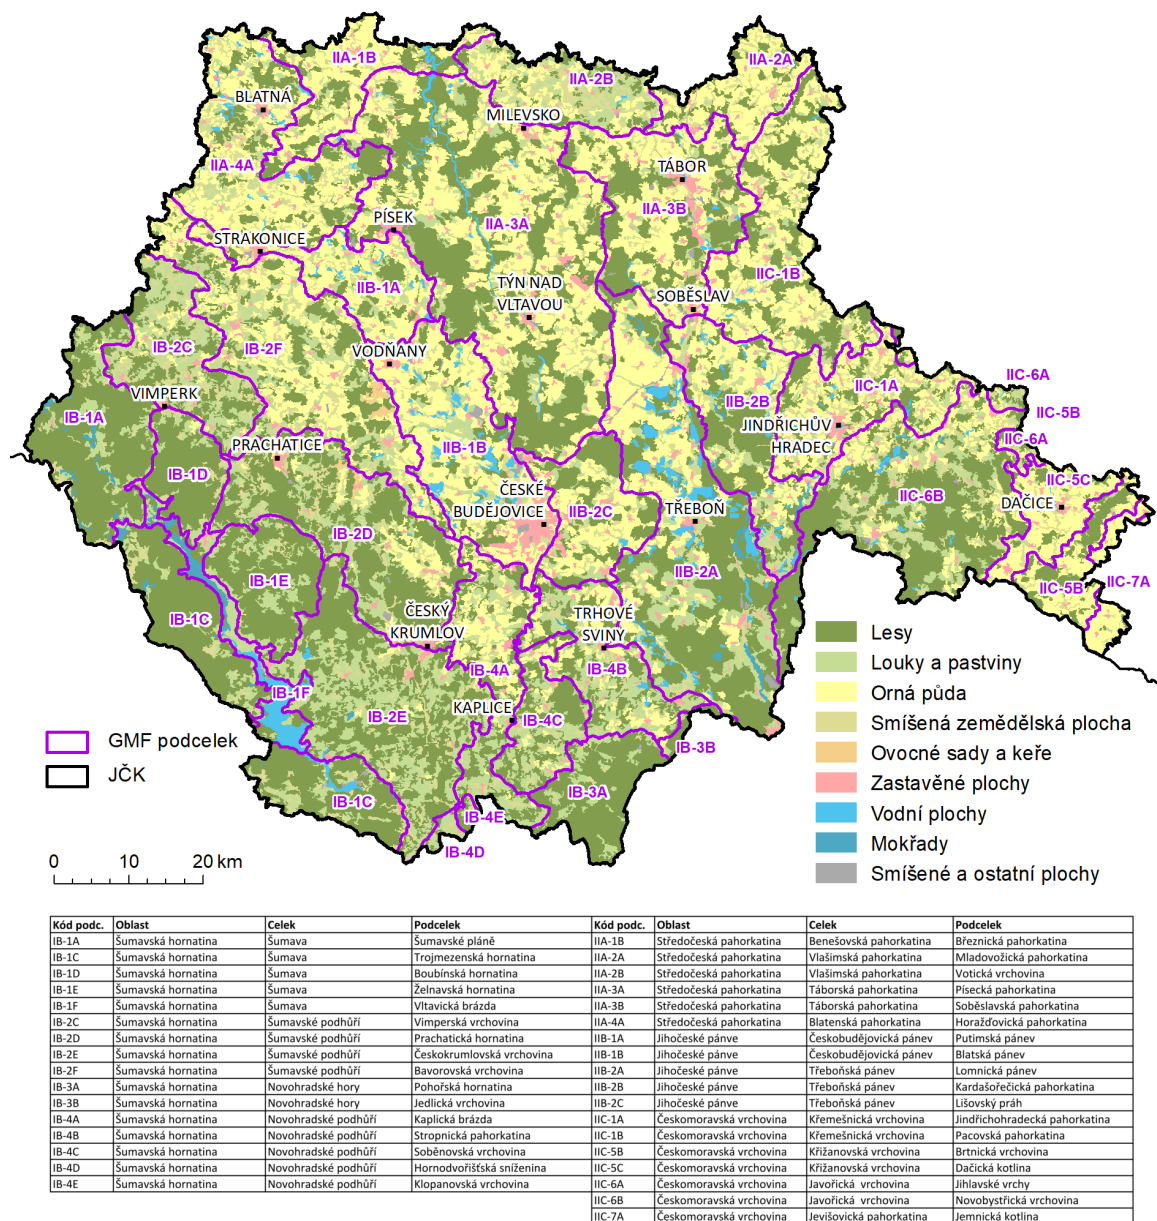 IIA-1B
IIA-2A
IIA-2B
BLATNÁ
MILEVSKO
IIA-4A
TÁBOR
IIA-3B
PÍSEK
IIA-3A
STRAKONICE
IIC-1B
IIB-1A
TÝN NAD
VLTAVOU
SOBĚSLAV
IB-2C
IB-2F
VODŇANY
IIC-6A
IIC-1A
VIMPERK
IIB-2B
IIC-5B
IB-1A
JINDŘICHŮV
HRADEC
PRACHATICE
IIB-1B
IIC-6A
IB-1D
IIC-5C
ČESKÉ
BUDĚJOVICE
IIB-2C
TŘEBOŇ
IIC-6B
DAČICE
IB-2D
IIB-2A
IB-1E
IIC-5B
IIC-7A
IB-1C
ČESKÝ
KRUMLOV
TRHOVÉ
SVINY
IB-4A
IB-4B
IB-1F
KAPLICE
IB-2E
IB-4C
IB-3B
IB-1C
IB-3A
IB-4E
IB-4D
GMF podcelek
JČK
0 10 20 km
Lesy
Louky a pastviny
Orná půda
Smíšená zemědělská plocha
Ovocné sady a keře
Zastavěné plochy
Vodní plochy
Mokřady
Smíšené a ostatní plochy
Kód podc. Oblast Celek Podcelek Kód podc. Oblast Celek Podcelek
IB-1A Šumavská hornatina Šumava Šumavské pláně IIA-1B Středočeská pahorkatina Benešovská pahorkatina Březnická pahorkatina
IB-1C Šumavská hornatina Šumava Trojmezenská hornatina IIA-2A Středočeská pahorkatina Vlašimská pahorkatina Mladovožická pahorkatina
IB-1D Šumavská hornatina Šumava Boubínská hornatina IIA-2B Středočeská pahorkatina Vlašimská pahorkatina Votická vrchovina
IB-1E Šumavská hornatina Šumava Želnavská hornatina IIA-3A Středočeská pahorkatina Táborská pahorkatina Písecká pahorkatina
IB-1F Šumavská hornatina Šumava Vltavická brázda IIA-3B Středočeská pahorkatina Táborská pahorkatina Soběslavská pahorkatina
IB-2C Šumavská hornatina Šumavské podhůří Vimperská vrchovina IIA-4A Středočeská pahorkatina Blatenská pahorkatina Horažďovická pahorkatina
IB-2D Šumavská hornatina Šumavské podhůří Prachatická hornatina IIB-1A Jihočeské pánve Českobudějovická pánev Putimská pánev
IB-2E Šumavská hornatina Šumavské podhůří Českokrumlovská vrchovina IIB-1B Jihočeské pánve Českobudějovická pánev Blatská pánev
IB-2F Šumavská hornatina Šumavské podhůří Bavorovská vrchovina IIB-2A Jihočeské pánve Třeboňská pánev Lomnická pánev
IB-3A Šumavská hornatina Novohradské hory Pohořská hornatina IIB-2B Jihočeské pánve Třeboňská pánev Kardašořečická pahorkatina
IB-3B Šumavská hornatina Novohradské hory Jedlická vrchovina IIB-2C Jihočeské pánve Třeboňská pánev Lišovský práh
IB-4A Šumavská hornatina Novohradské podhůří Kaplická brázda IIC-1A Českomoravská vrchovina Křemešnická vrchovina Jindřichohradecká pahorkatina
IB-4B Šumavská hornatina Novohradské podhůří Stropnická pahorkatina IIC-1B Českomoravská vrchovina Křemešnická vrchovina Pacovská pahorkatina
IB-4C Šumavská hornatina Novohradské podhůří Soběnovská vrchovina IIC-5B Českomoravská vrchovina Křižanovská vrchovina Brtnická vrchovina
IB-4D Šumavská hornatina Novohradské podhůří Hornodvořišťská sníženina IIC-5C Českomoravská vrchovina Křižanovská vrchovina Dačická kotlina
IB-4E Šumavská hornatina Novohradské podhůří Klopanovská vrchovina IIC-6A Českomoravská vrchovina Javořická vrchovina Jihlavské vrchy
IIC-6B Českomoravská vrchovina Javořická vrchovina Novobystřická vrchovina
IIC-7A Českomoravská vrchovina Jevišovická pahorkatina Jemnická kotlina